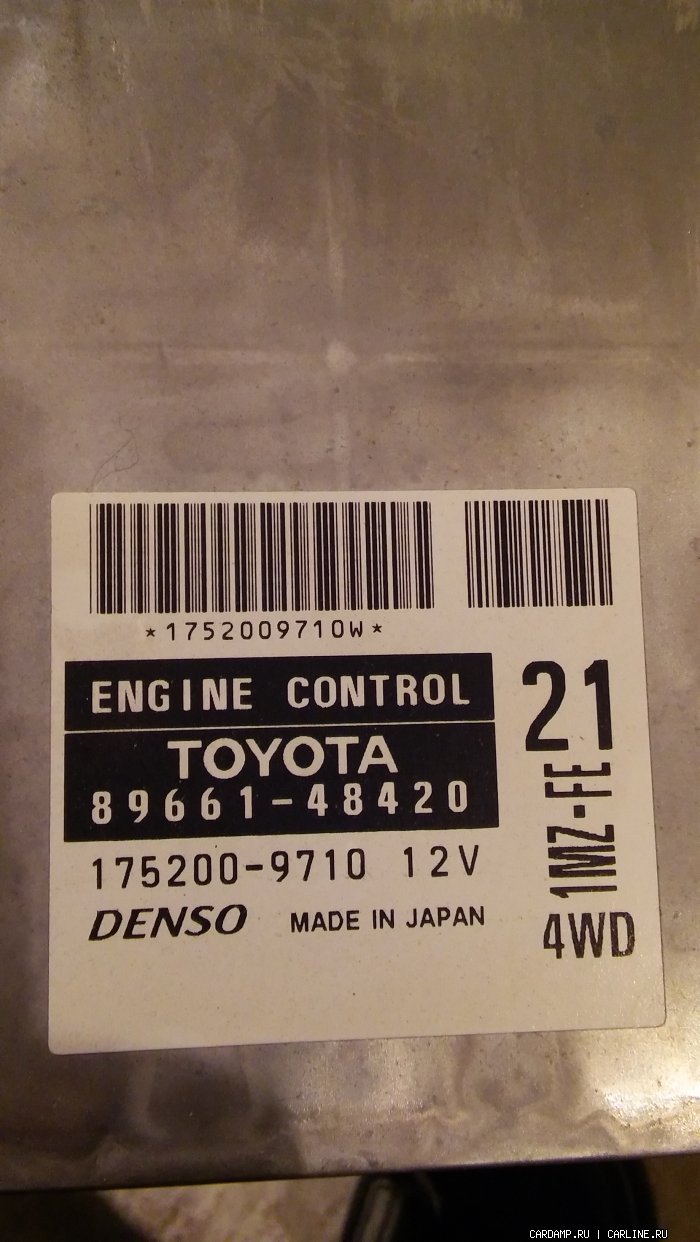 *1752009710W*
ENGINE CONTROL
TOYOTA
89661-48420
175200-9710 12V
DENSO MADE IN JAPAN
21
1MZ-FE
4WD
CARDAMP.RU | CARLINE.RU